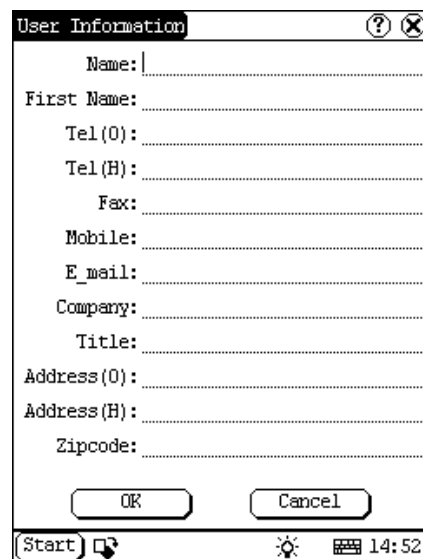 User Information ?
Name:
First Name:
Tel(O):
Tel(H):
Fax:
Mobile:
E_mail:
Company:
Title:
Address(O):
Address(H):
Zipcode:
OK Cancel
Start 14:52